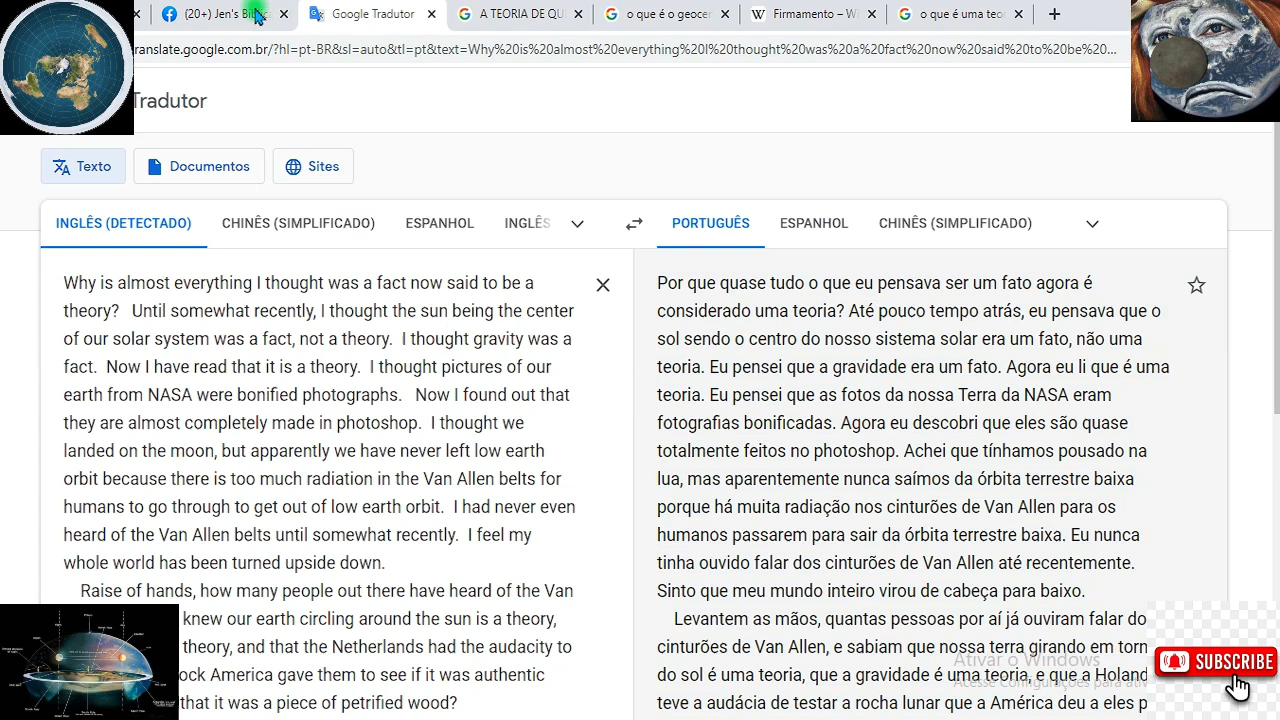 (20+) Jen's Bi
Google Tradutor
A TEORIA DE QU
o que é o geocer
Firmamento – Wi
o que é uma teo
translate.google.com.br/?hl=pt-BR&sl=auto&tl=pt&text=Why%20is%20almost%20everything%20I%20thought%20was%20a%20fact%20now%20said%20to%20be%20...
Tradutor
Texto
Documentos
Sites
INGLÊS (DETECTADO)
CHINÊS (SIMPLIFICADO)
ESPANHOL
INGLÊS
PORTUGUÊS
ESPANHOL
CHINÊS (SIMPLIFICADO)
Why is almost everything I thought was a fact now said to be a
theory? Until somewhat recently, I thought the sun being the center
of our solar system was a fact, not a theory. I thought gravity was a
fact. Now I have read that it is a theory. I thought pictures of our
earth from NASA were bonified photographs. Now I found out that
they are almost completely made in photoshop. I thought we
landed on the moon, but apparently we have never left low earth
orbit because there is too much radiation in the Van Allen belts for
humans to go through to get out of low earth orbit. I had never even
heard of the Van Allen belts until somewhat recently. I feel my
whole world has been turned upside down.
Raise of hands, how many people out there have heard of the Van
knew our earth circling around the sun is a theory,
theory, and that the Netherlands has the audacity to
ock America gave them to see if it was authentic
that it was a piece of petrified wood?
Por que quase tudo o que eu pensava ser um fato agora é
considerado uma teoria? Até pouco tempo atrás, eu pensava que o
sol sendo o centro do nosso sistema solar era um fato, não uma
teoria. Eu pensei que a gravidade era um fato. Agora eu li que é uma
teoria. Eu pensei que as fotos da nossa Terra da NASA eram
fotografias bonificadas. Agora eu descobri que eles são quase
totalmente feitos no photoshop. Achei que tínhamos pousado na
lua, mas aparentemente nunca saímos da órbita terrestre baixa
porque há muita radiação nos cinturões de Van Allen para os
humanos passarem para sair da órbita terrestre baixa. Eu nunca
tinha ouvido falar dos cinturões de Van Allen até recentemente.
Sinto que meu mundo inteiro virou de cabeça para baixo.
Levantem as mãos, quantas pessoas por aí já ouviram falar do
cinturões de Van Allen, e sabiam que nossa terra girando em torn
do sol é uma teoria, que a gravidade é uma teoria, e que a Holand
teve a audácia de testar a rocha lunar que a América deu a eles p
Ativar o Windows
Acesse Configurações para ativ
SUBSCRIBE